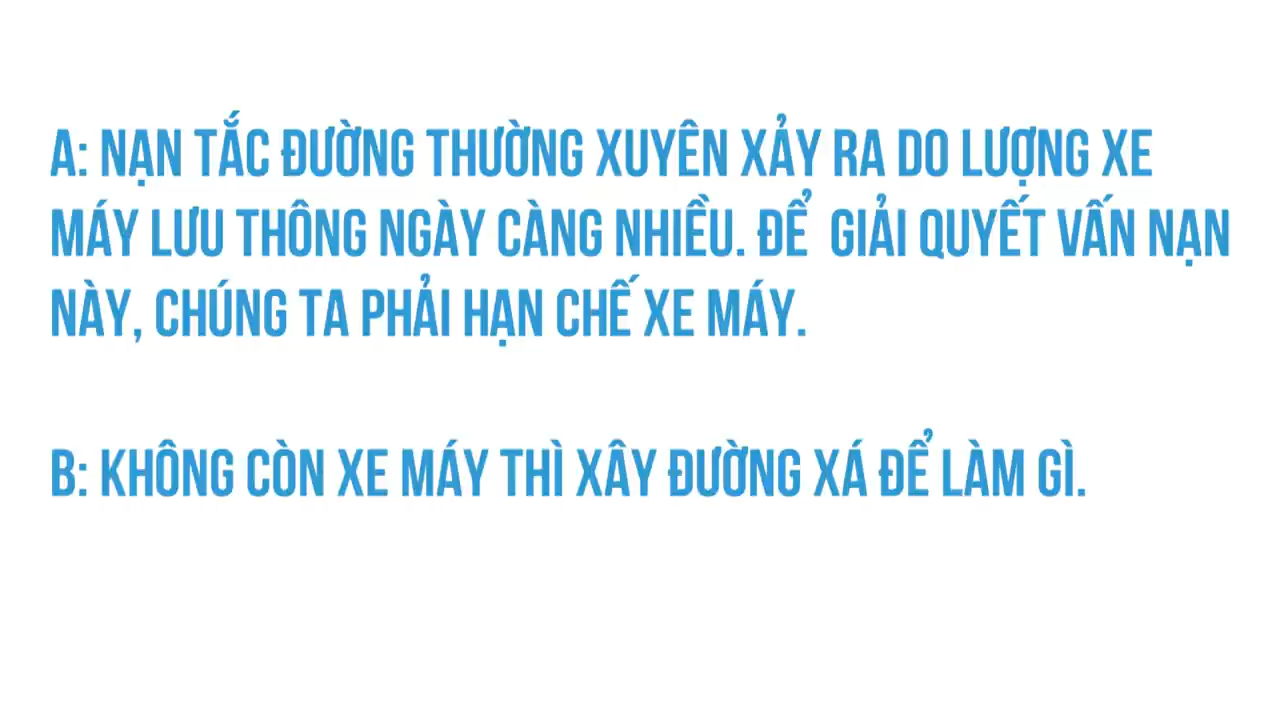 A: NẠN TẮC ĐƯỜNG THƯỜNG XUYÊN XẢY RA DO LƯỢNG XE
MÁY LƯU THÔNG NGÀY CÀNG NHIỀU. ĐỂ GIẢI QUYẾT VẤN NẠN
NÀY, CHÚNG TA PHẢI HẠN CHẾ XE MÁY.
B: KHÔNG CÒN XE MÁY THÌ XÂY ĐƯỜNG XÁ ĐỂ LÀM GÌ.